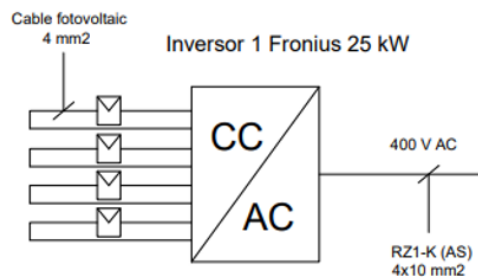 Cable fotovoltaic
4 mm2
Inversor 1 Fronius 25 kW
CC
AC
400 V AC
RZ1-K (AS)
4x10 mm2